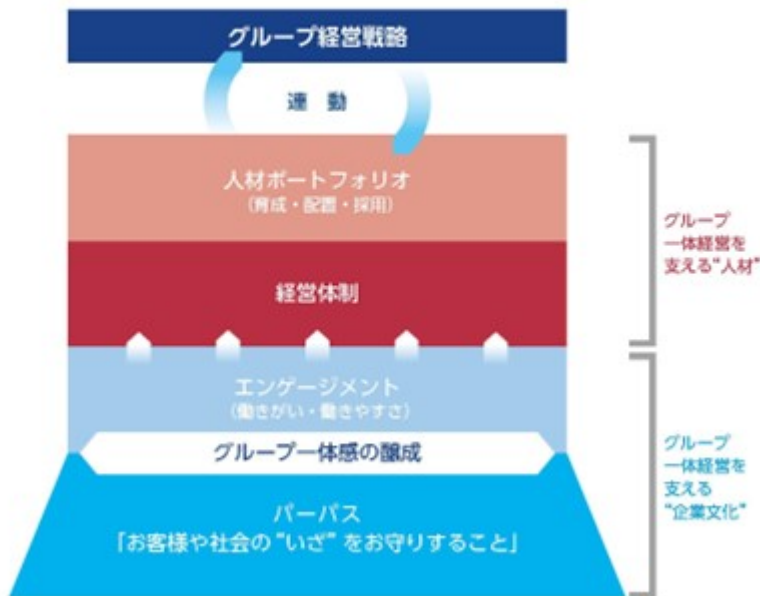 グループ経営戦略
連 動
人材ポートフォリオ
（育成・配置・採用）
経営体制
グループ
一体経営を
支える“人材”
エンゲージメント
（働きがい・働きやすさ）
グループ一体感の醸成
パーパス
「お客様や社会の“いざ”をお守りすること」
グループ
一体経営を
支える
“企業文化”